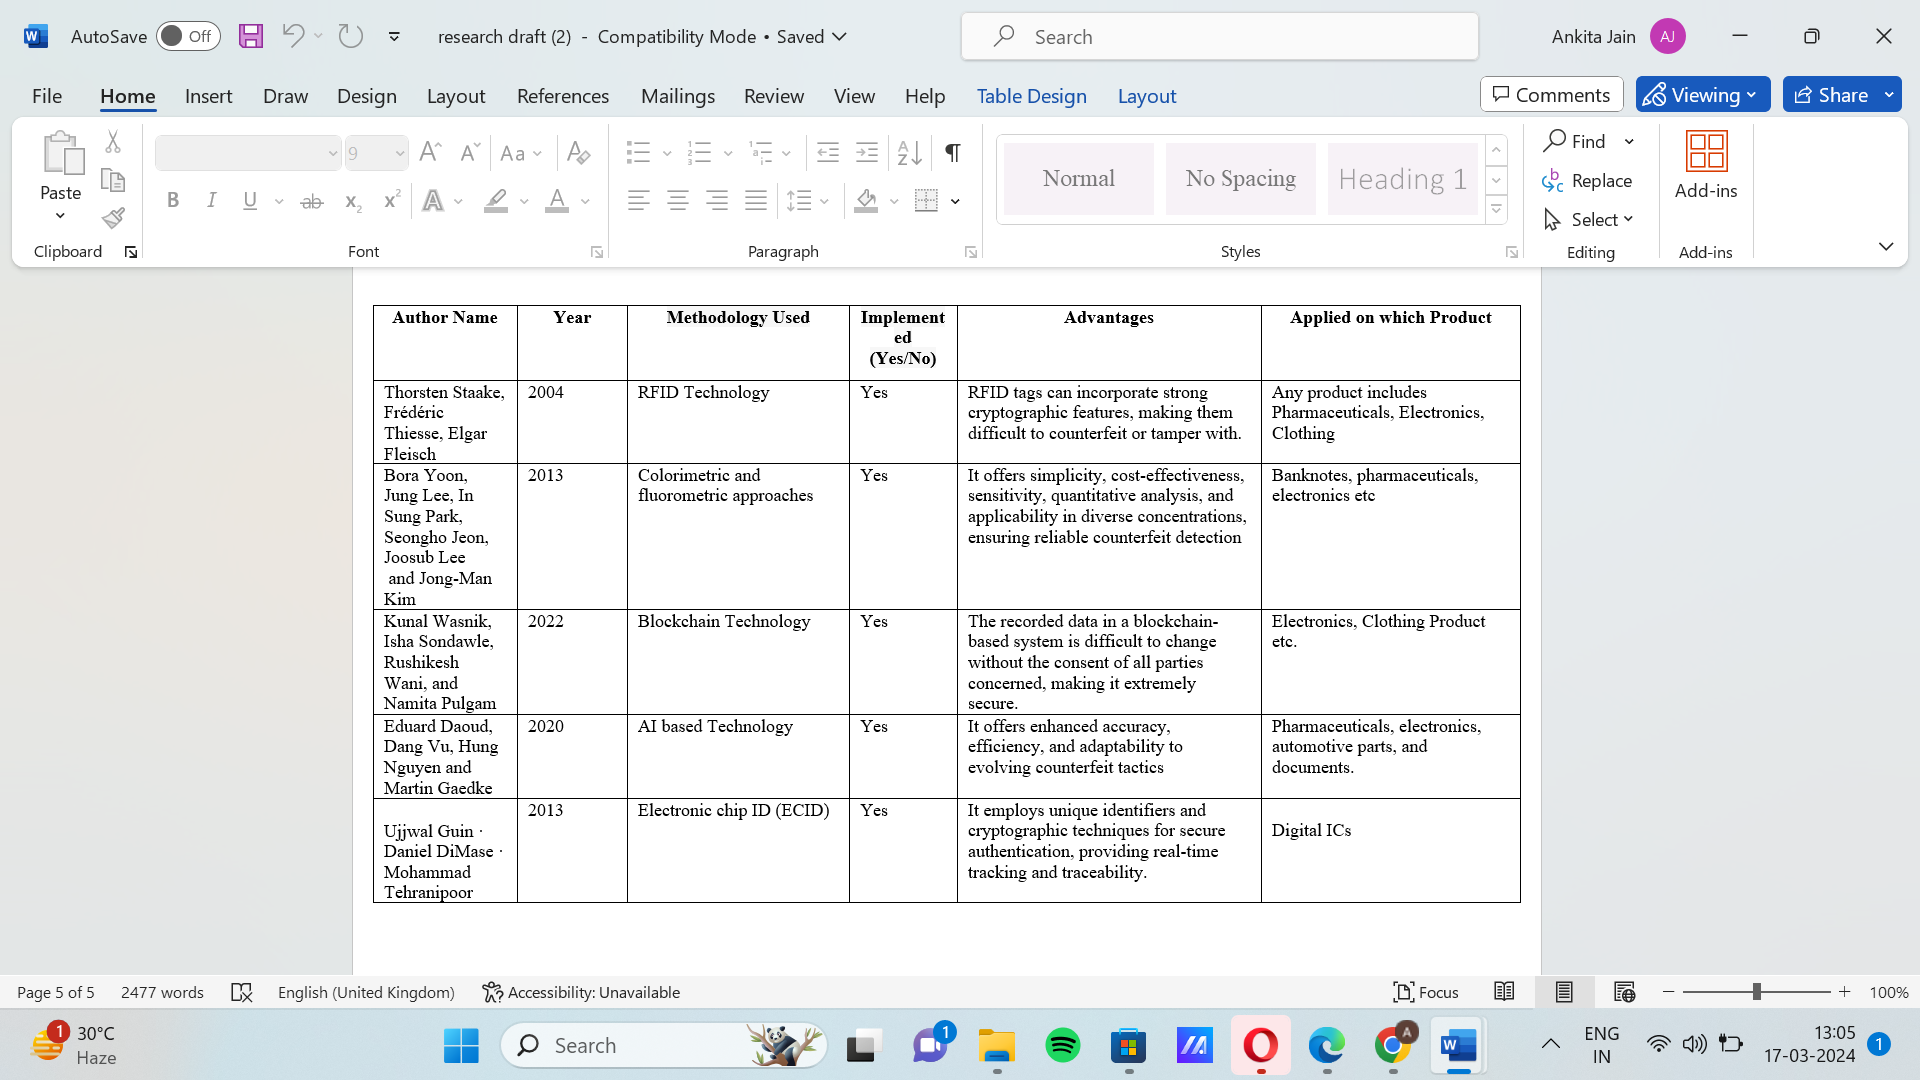 AutoSave Off research draft (2) - Compatibility Mode • Saved Search Ankita Jain AJ
File Home Insert Draw Design Layout References Mailings Review View Help Table Design Layout Comments Viewing Share
Paste
Clipboard
9
Aa
B I U ab x₂ x² A A
Font
Paragraph
Normal
No Spacing
Heading 1
Styles
Find
Replace
Select
Editing
Add-ins
Add-ins
Author Name
Year
Methodology Used
Implement
ed
(Yes/No)
Advantages
Applied on which Product
Thorsten Staake,
Frédéric
Thiesse, Elgar
Fleisch
2004
RFID Technology
Yes
RFID tags can incorporate strong
cryptographic features, making them
difficult to counterfeit or tamper with.
Any product includes
Pharmaceuticals, Electronics,
Clothing
Bora Yoon,
Jung Lee, In
Sung Park,
Seongho Jeon,
Joosub Lee
and Jong-Man
Kim
2013
Colorimetric and
fluorometric approaches
Yes
It offers simplicity, cost-effectiveness,
sensitivity, quantitative analysis, and
applicability in diverse concentrations,
ensuring reliable counterfeit detection
Banknotes, pharmaceuticals,
electronics etc
Kunal Wasnik,
Isha Sondawle,
Rushikesh
Wani, and
Namita Pulgam
2022
Blockchain Technology
Yes
The recorded data in a blockchain-
based system is difficult to change
without the consent of all parties
concerned, making it extremely
secure.
Electronics, Clothing Product
etc.
Eduard Daoud,
Dang Vu, Hung
Nguyen and
Martin Gaedke
2020
AI based Technology
Yes
It offers enhanced accuracy,
efficiency, and adaptability to
evolving counterfeit tactics
Pharmaceuticals, electronics,
automotive parts, and
documents.
Ujjwal Guin ·
Daniel DiMase ·
Mohammad
Tehranipoor
2013
Electronic chip ID (ECID)
Yes
It employs unique identifiers and
cryptographic techniques for secure
authentication, providing real-time
tracking and traceability.
Digital ICs
Page 5 of 5 2477 words English (United Kingdom) Accessibility: Unavailable Focus 100%
1
30°C
Haze
Search
1
A
ENG
IN
13:05
17-03-2024
1